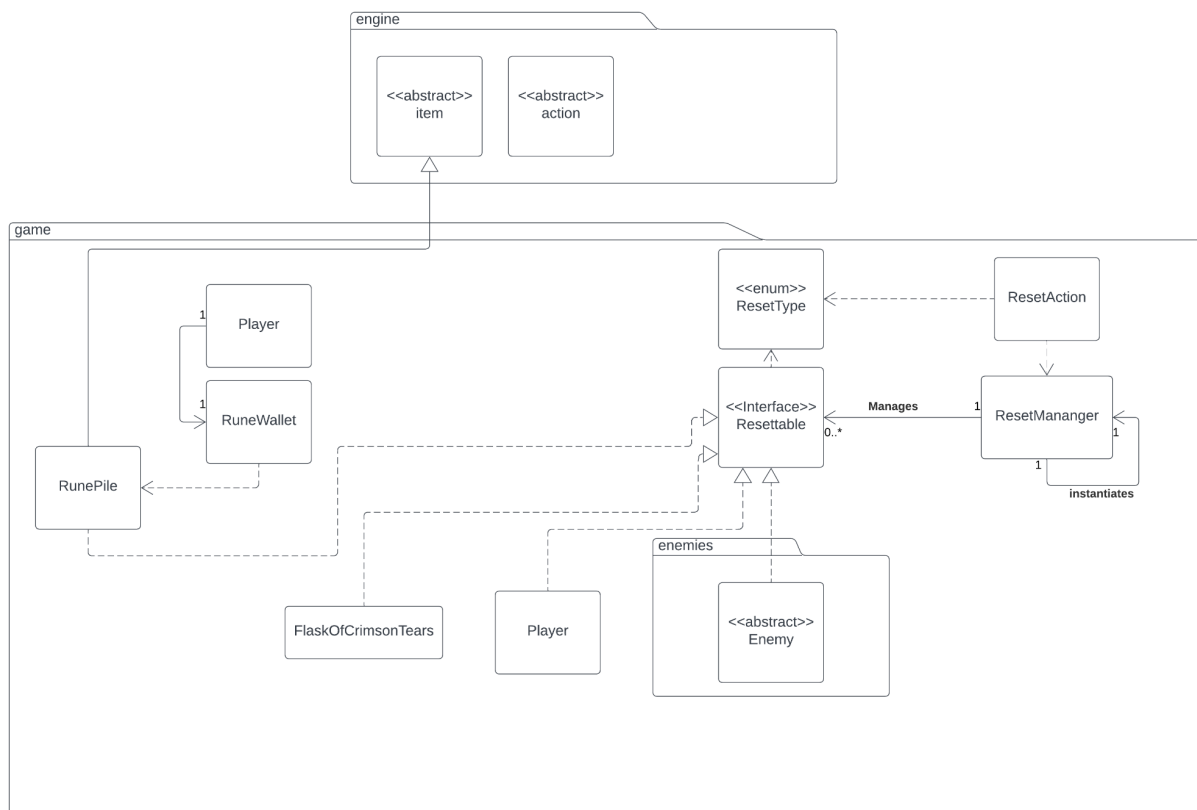 engine
<<abstract>>
item
<<abstract>>
action
game
<<enum>>
ResetType
ResetAction
1
Player
1
RuneWallet
<<Interface>>
Resettable
Manages
0..*
1
ResetMananger
1
1
instantiates
RunePile
enemies
<<abstract>>
Enemy
FlaskOfCrimsonTears
Player